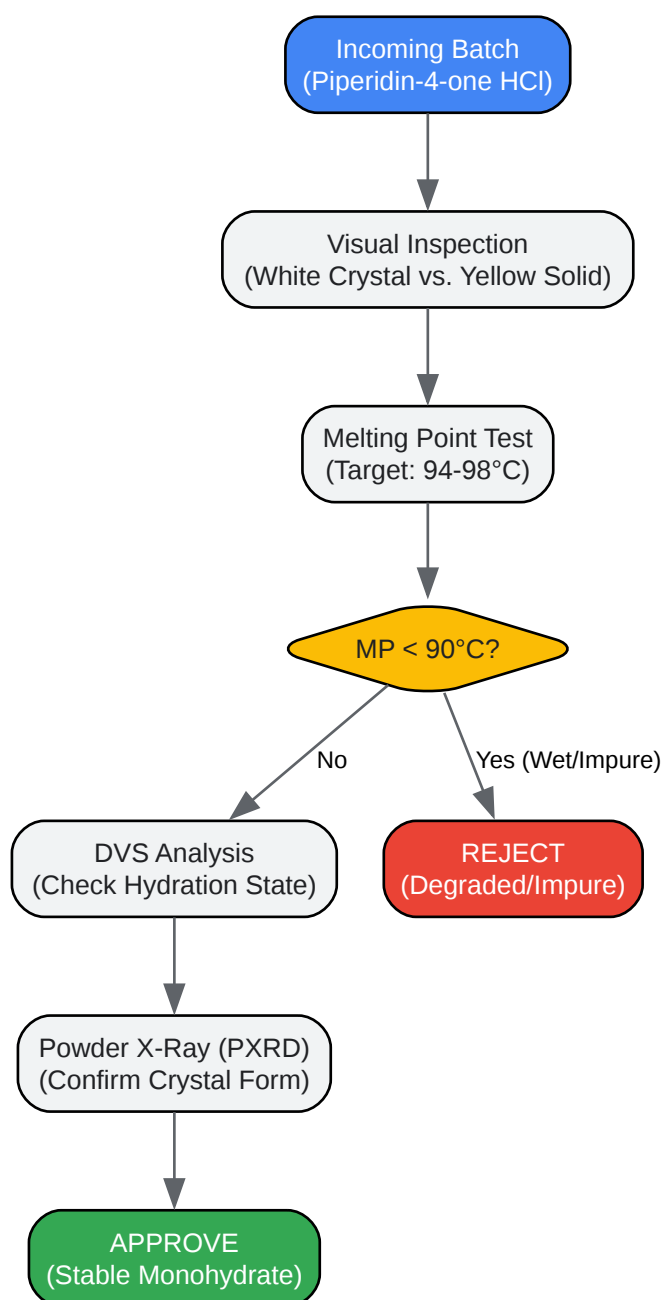 Incoming Batch
(Piperidin-4-one HCl)
Visual Inspection
(White Crystal vs. Yellow Solid)
Melting Point Test
(Target: 94-98°C)
MP < 90°C?
No
Yes (Wet/Impure)
DVS Analysis
(Check Hydration State)
REJECT
(Degraded/Impure)
Powder X-Ray (PXRD)
(Confirm Crystal Form)
APPROVE
(Stable Monohydrate)